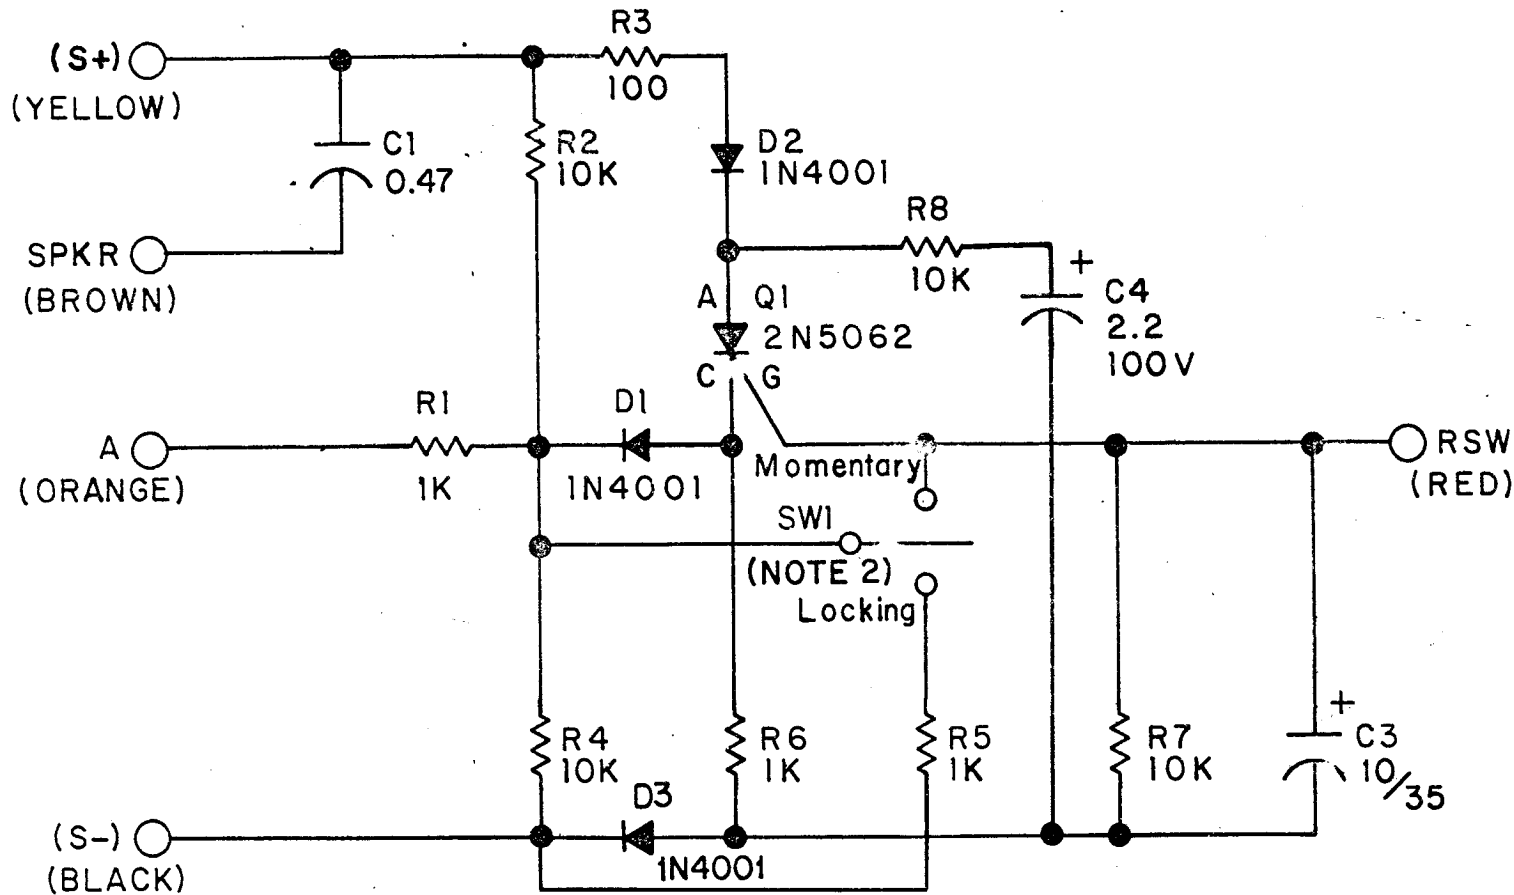 R3
(S+)
100
(YELLOW)
C1
0.47
R2
10K
D2
1N4001
R8
10K
SPKR
(BROWN)
+
C4
2.2
100V
A
Q1
2N5062
C
G
R1
1K
D1
1N4001
A
(ORANGE)
Momentary
RSW
(RED)
SW1
(NOTE 2)
Locking
R4
10K
R6
1K
R5
1K
R7
10K
+
C3
10/35
D3
1N4001
(S-)
(BLACK)